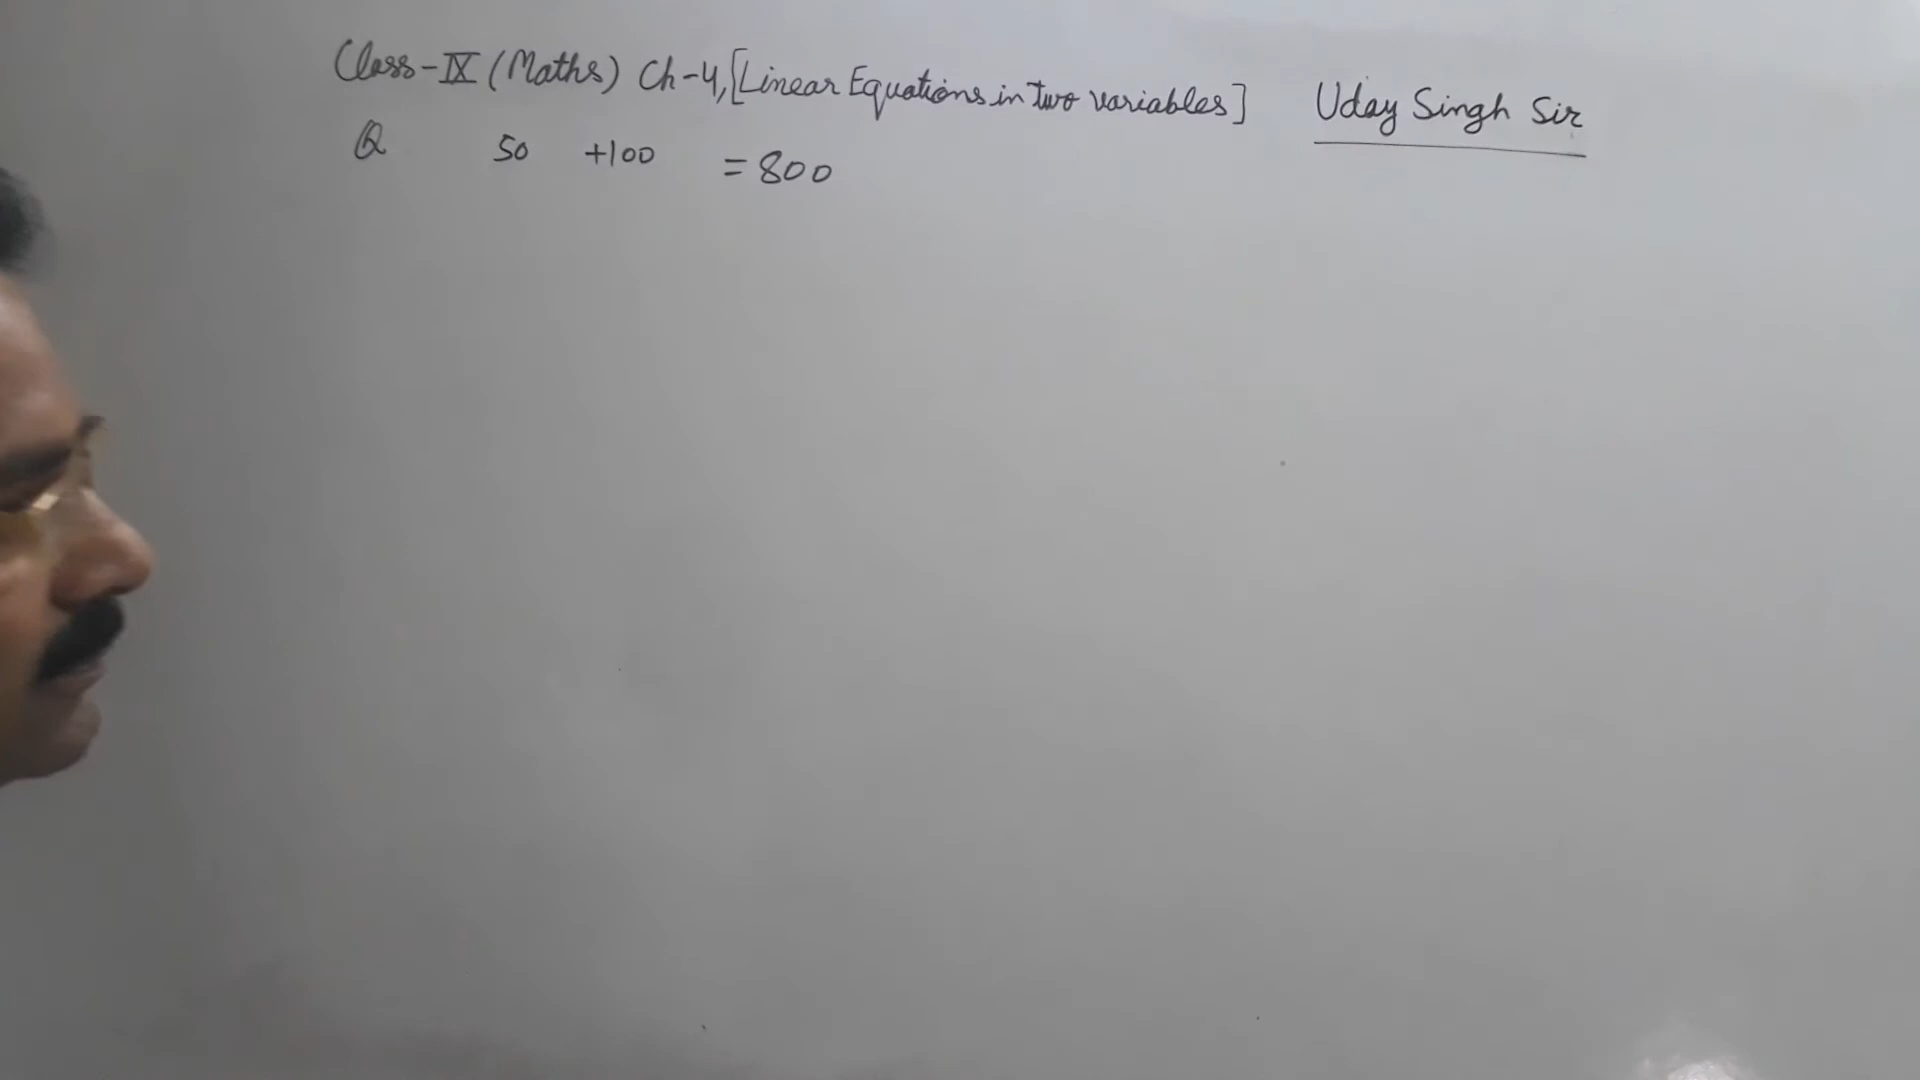 Class-IX (Maths) Ch-4, [Linear Equations in two variables] Uday Singh Sir
Q 50 +100 = 800